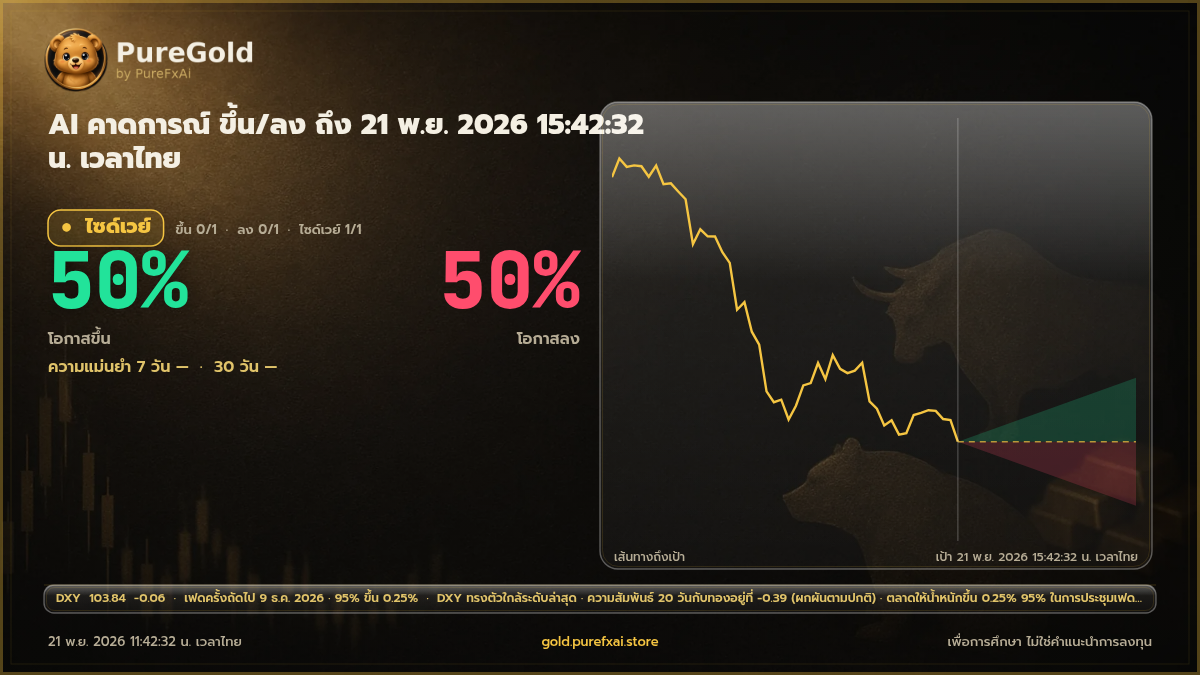 PureGold
by PureFxAi
AI คาดการณ์ ขึ้น/ลง ถึง 21 พ.ย. 2026 15:42:32
น. เวลาไทย
ไซด์เวย์
ขึ้น 0/1 · ลง 0/1 · ไซด์เวย์ 1/1
50%
50%
โอกาสขึ้น
โอกาสลง
ความแม่นยำ 7 วัน — · 30 วัน —
เส้นทางถึงเป้า
เป้า 21 พ.ย. 2026 15:42:32 น. เวลาไทย
DXY 103.84 -0.06 · เฟดครั้งถัดไป 9 ธ.ค. 2026 · 95% ขึ้น 0.25% · DXY ทรงตัวใกล้ระดับล่าสุด · ความสัมพันธ์ 20 วันกับทองอยู่ที่ -0.39 (ผกผันตามปกติ) · ตลาดให้น้ำหนักขึ้น 0.25% 95% ในการประชุมเฟด…
21 พ.ย. 2026 11:42:32 น. เวลาไทย
gold.purefxai.store
เพื่อการศึกษา ไม่ใช่คำแนะนำการลงทุน